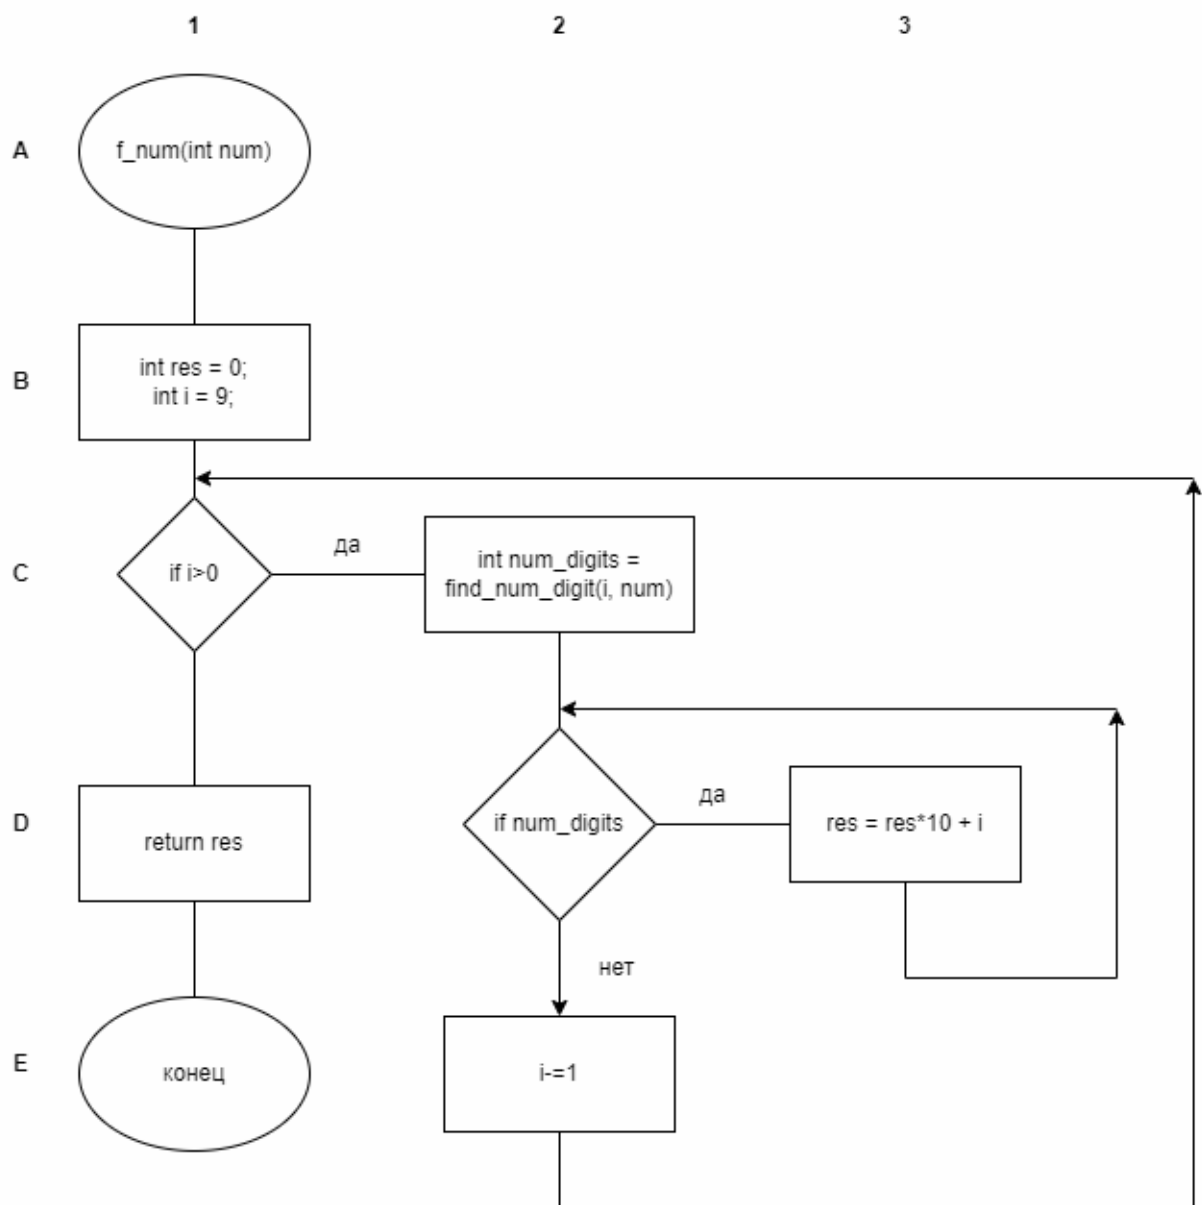 1 2 3
A
f_num(int num)
B
int res = 0;
int i = 9;
C
if i>0
да
int num_digits =
find_num_digit(i, num)
D
return res
if num_digits
да
res = res*10 + i
нет
E
конец
i-=1